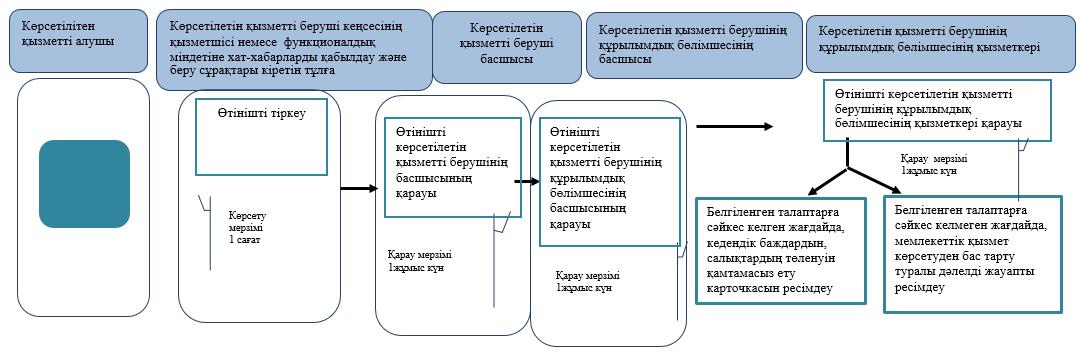 Көрсетілітен
қызметті алушы
Көрсетілетін қызметті беруші кеңсесінің
қызметшісі немесе функционалдық
міндетіне хат-хабарларды қабылдау және
беру сұрақтары кіретін тұлға
Көрсетілетін
қызметті беруші
басшысы
Көрсетілетін қызметті берушінің
құрылымдық бөлімшесінің
басшысы
Көрсетілетін қызметті берушінің
құрылымдық бөлімшесінің қызметкері
Өтінішті тіркеу
Көрсету
мерзімі
1 сағат
Өтінішті
көрсетілетін
қызметті берушінің
басшысының
қарауы
Қарау мерзімі
1жұмыс күн
Өтінішті
көрсетілетін
қызметті берушінің
құрылымдық
бөлімшесінің
басшысының
қарауы
Қарау мерзімі
1жұмыс күн
Өтінішті көрсетілетін қызметті
берушінің құрылымдық
бөлімшесінің қызметкері қарауы
Қарау мерзімі
1жұмыс күн
Белгіленген талаптарға
сәйкес келген жағдайда,
кедендік баждардын,
салықтардың төленуін
қамтамасыз ету
карточкасын ресімдеу
Белгіленген талаптарға
сәйкес келмеген жағдайда,
мемлекеттік қызмет
көрсетуден бас тарту
туралы дәлелді жауапты
ресімдеу